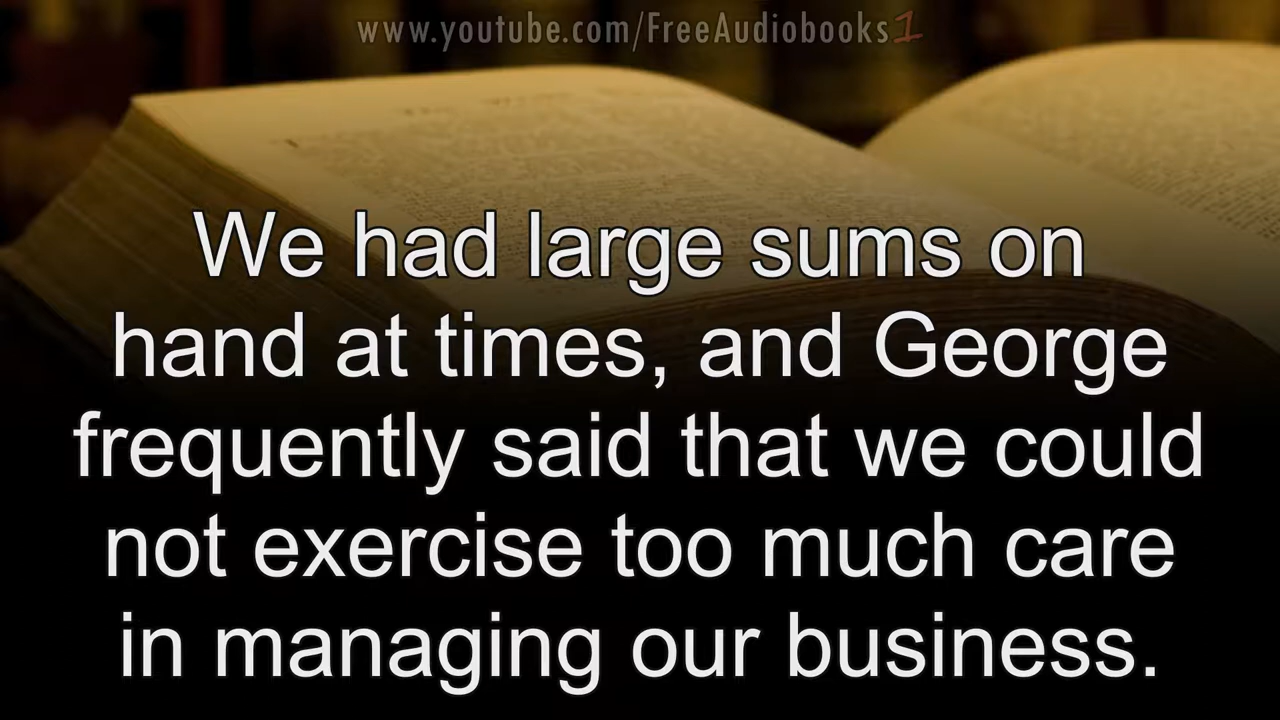 www.youtube.com/FreeAudiobooks1
We had large sums on
hand at times, and George
frequently said that we could
not exercise too much care
in managing our business.